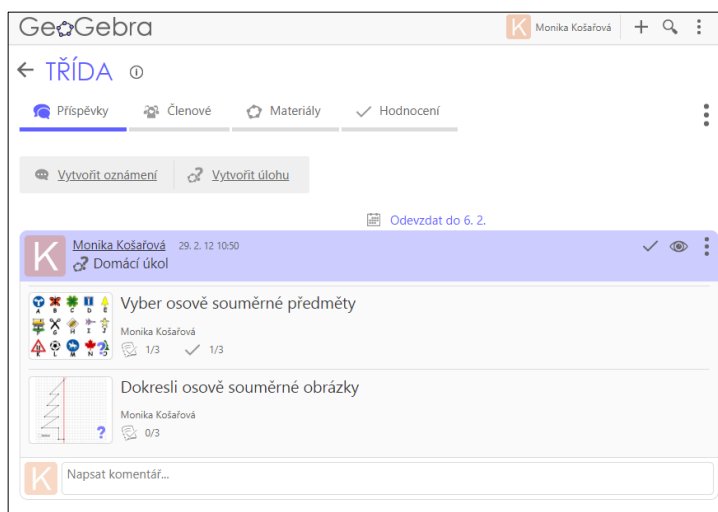 GeoGebra
K Monika Košařová
TŘÍDA
Příspěvky Členové Materiály Hodnocení
Vytvořit oznámení Vytvořit úlohu
Odevzdat do 6. 2.
K Monika Košařová 29. 2. 12 10:50
Domácí úkol
Vyber osově souměrné předměty
Monika Košařová
1/3 1/3
Dokresli osově souměrné obrázky
Monika Košařová
0/3
K Napsat komentář...